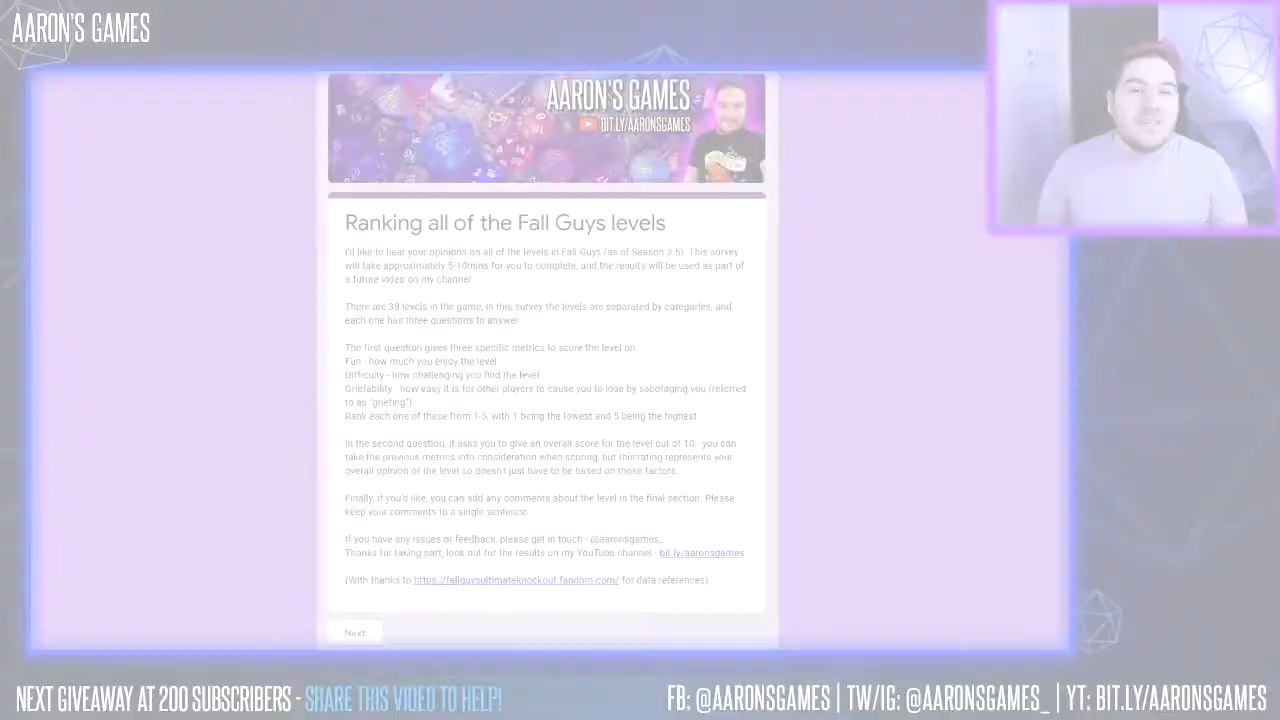 AARON'S GAMES
AARON'S GAMES
BIT.LY/AARONSGAMES
Ranking all of the Fall Guys levels
I'd like to hear your opinions on all of the levels in Fall Guys (as of Season 3.5). This survey
will take approximately 5-10mins for you to complete, and the results will be used as part of
a future video on my channel.
There are 38 levels in the game, in this survey the levels are separated by categories, and
each one has three questions to answer
The first question gives three specific metrics to score the level on
Fun - how much you enjoy the level
Difficulty - how challenging you find the level
Griefability - how easy it is for other players to cause you to lose by sabotaging you (referred
to as "griefing")
Rank each one of these from 1-5, with 1 being the lowest and 5 being the highest
In the second question, it asks you to give an overall score for the level out of 10 - you can
take the previous metrics into consideration when scoring, but this rating represents your
overall opinion of the level so doesn't just have to be based on those factors.
Finally, if you'd like, you can add any comments about the level in the final section. Please
keep your comments to a single sentence.
If you have any issues or feedback, please get in touch - @aaronsgames_
Thanks for taking part, look out for the results on my YouTube channel - bit.ly/aaronsgames
(With thanks to https://fallguysultimateknockout.fandom.com/ for data references)
Next
NEXT GIVEAWAY AT 200 SUBSCRIBERS - SHARE THIS VIDEO TO HELP!
FB: @AARONSGAMES | TW/IG: @AARONSGAMES_ | YT: BIT.LY/AARONSGAMES